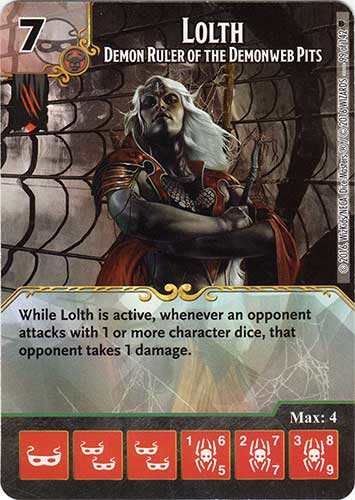 7
LOLTH
DEMON RULER OF THE DEMONWEB PITS
While Lolth is active, whenever an opponent
attacks with 1 or more character dice, that
opponent takes 1 damage.
Max: 4
1 6 5
2 7 7
3 8 9